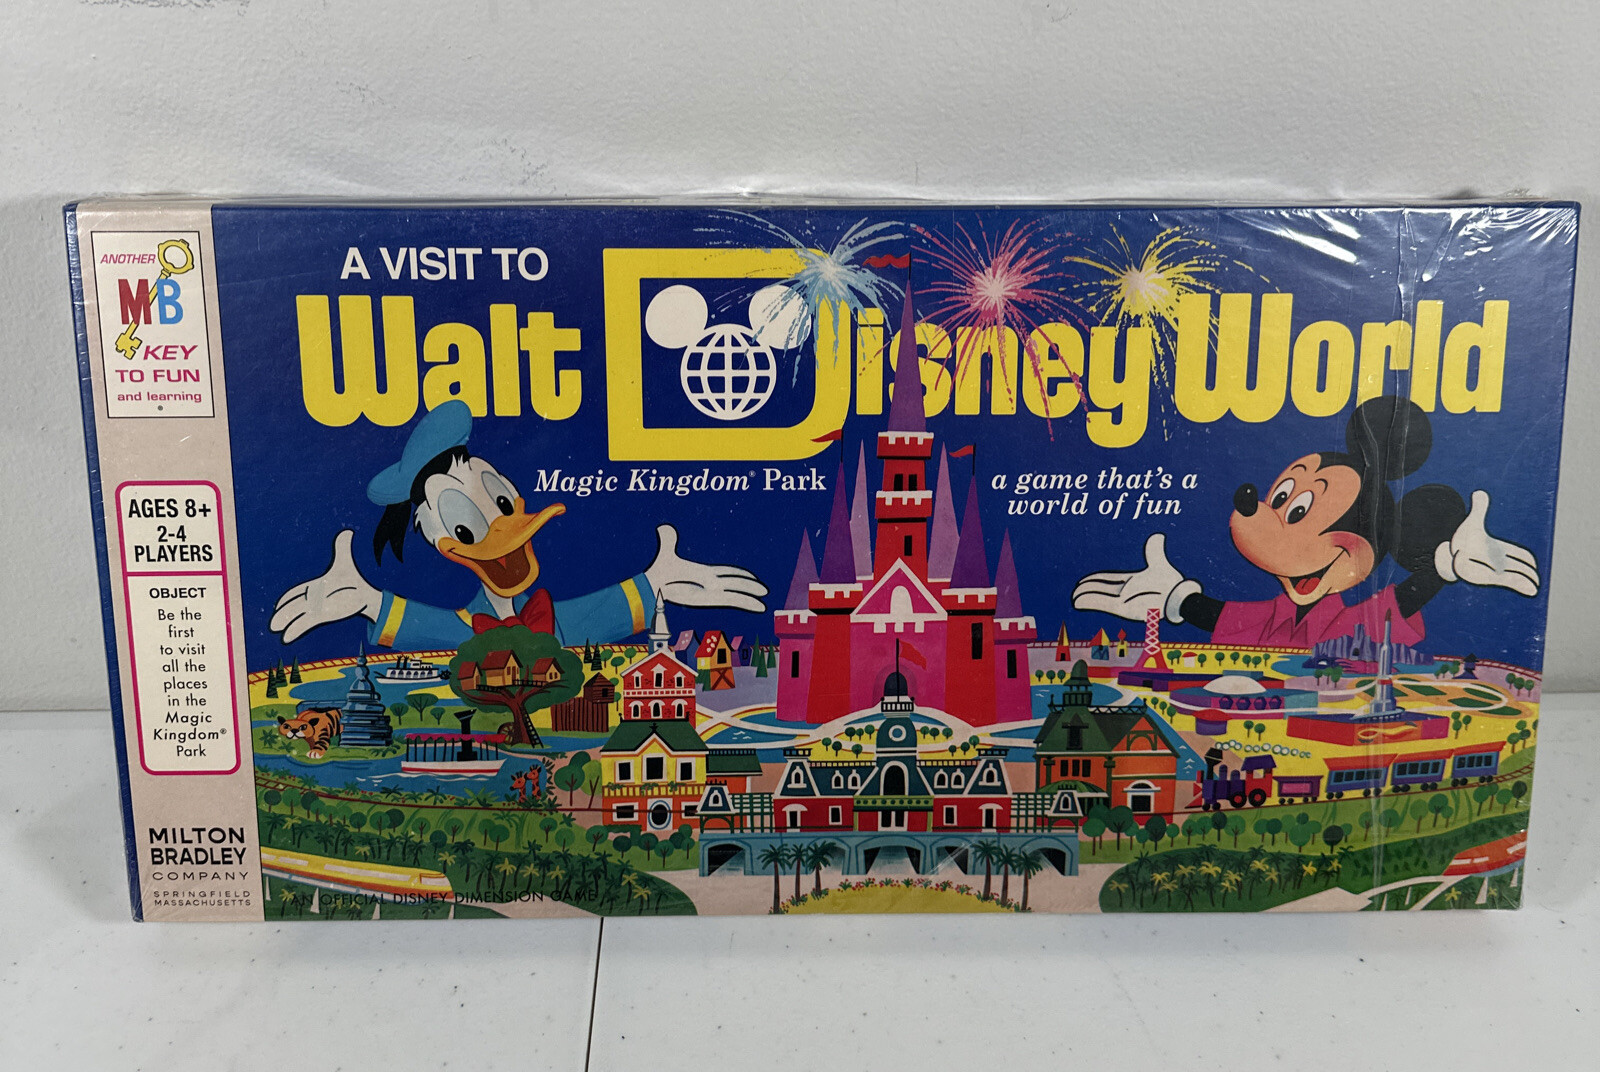 ANOTHER
MB
KEY
TO FUN
and learning
AGES 8+
2-4
PLAYERS
OBJECT
Be the
first
to visit
all the
places
in the
Magic
Kingdom®
Park
MILTON
BRADLEY
COMPANY
SPRINGFIELD
MASSACHUSETTS
A VISIT TO
Walt Disney World
Magic Kingdom® Park
a game that's a
world of fun
AN OFFICIAL DISNEY DIMENSION GAME